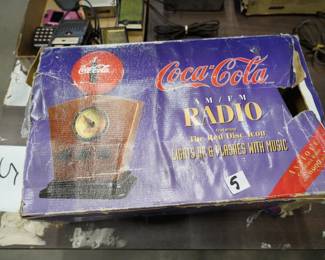 Coca-Cola
Coca-Cola
AM/FM
RADIO
featuring
The Red Disc Icon
LIGHTS UP & FLASHES WITH MUSIC
5
5